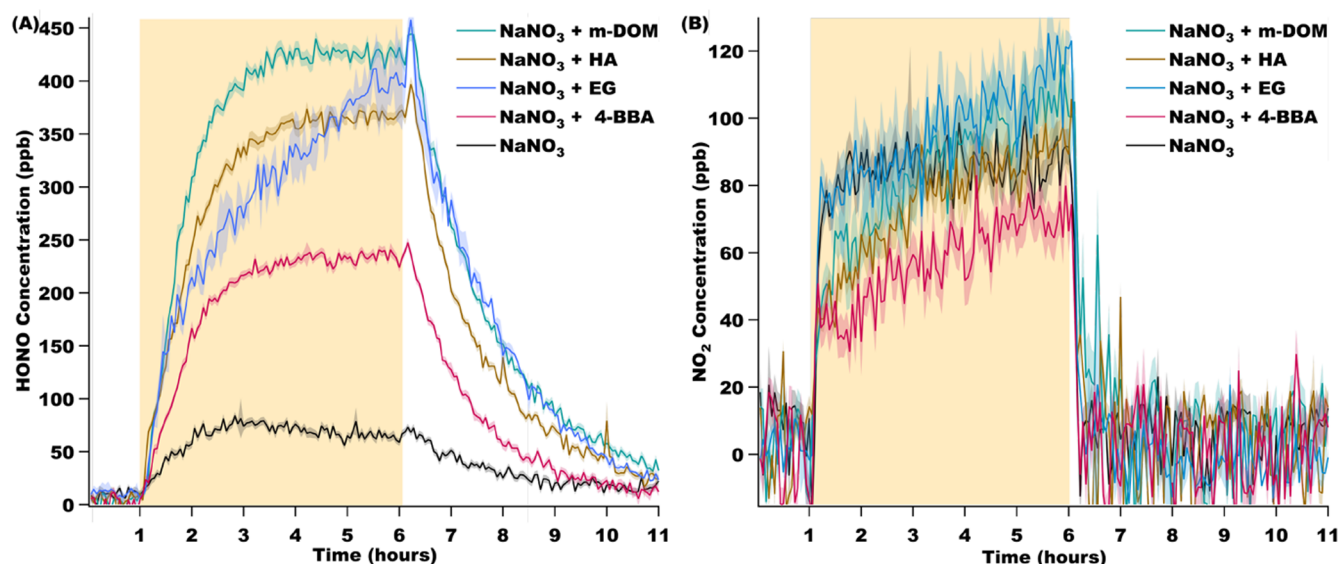 (A)
450
400
350
300
250
200
150
100
50
0
HONO Concentration (ppb)
1 2 3 4 5 6 7 8 9 10 11
Time (hours)
NaNO₃ + m-DOM
NaNO₃ + HA
NaNO₃ + EG
NaNO₃ + 4-BBA
NaNO₃
(B)
120
100
80
60
40
20
0
NO₂ Concentration (ppb)
1 2 3 4 5 6 7 8 9 10 11
Time (hours)
NaNO₃ + m-DOM
NaNO₃ + HA
NaNO₃ + EG
NaNO₃ + 4-BBA
NaNO₃